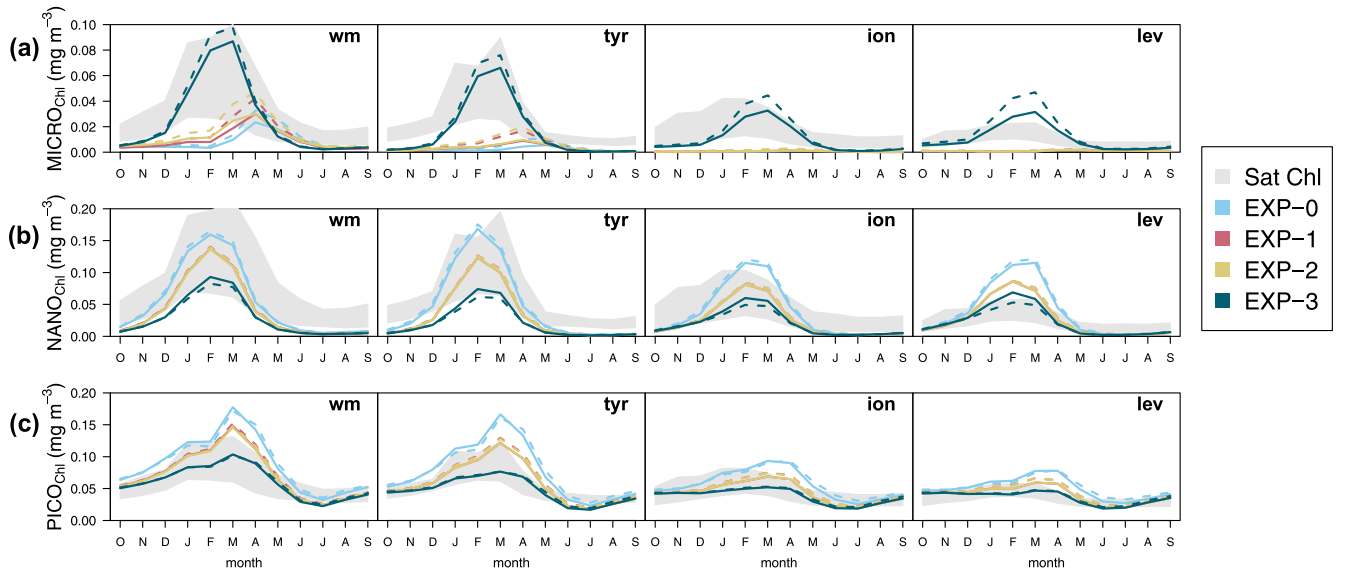 (a)
MICRO_Chl (mg m⁻³)
0.00 0.02 0.04 0.06 0.08 0.10
wm tyr ion lev
O N D J F M A M J J A S O N D J F M A M J J A S O N D J F M A M J J A S O N D J F M A M J J A S
(b)
NANO_Chl (mg m⁻³)
0.00 0.05 0.10 0.15 0.20
wm tyr ion lev
O N D J F M A M J J A S O N D J F M A M J J A S O N D J F M A M J J A S O N D J F M A M J J A S
(c)
PICO_Chl (mg m⁻³)
0.00 0.05 0.10 0.15 0.20
wm tyr ion lev
O N D J F M A M J J A S O N D J F M A M J J A S O N D J F M A M J J A S O N D J F M A M J J A S
month month month month
Sat Chl
EXP−0
EXP−1
EXP−2
EXP−3